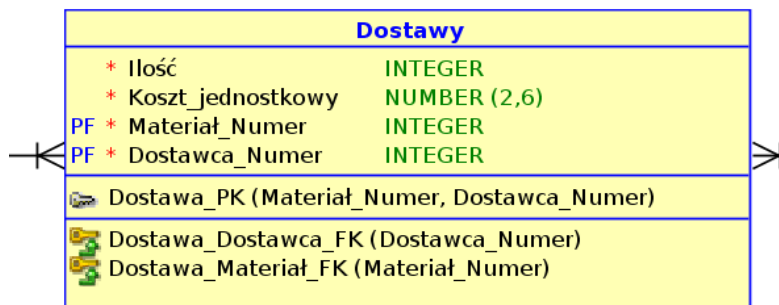 Dostawy
* Ilość INTEGER
* Koszt_jednostkowy NUMBER (2,6)
PF * Materiał_Numer INTEGER
PF * Dostawca_Numer INTEGER
Dostawa_PK (Materiał_Numer, Dostawca_Numer)
Dostawa_Dostawca_FK (Dostawca_Numer)
Dostawa_Materiał_FK (Materiał_Numer)